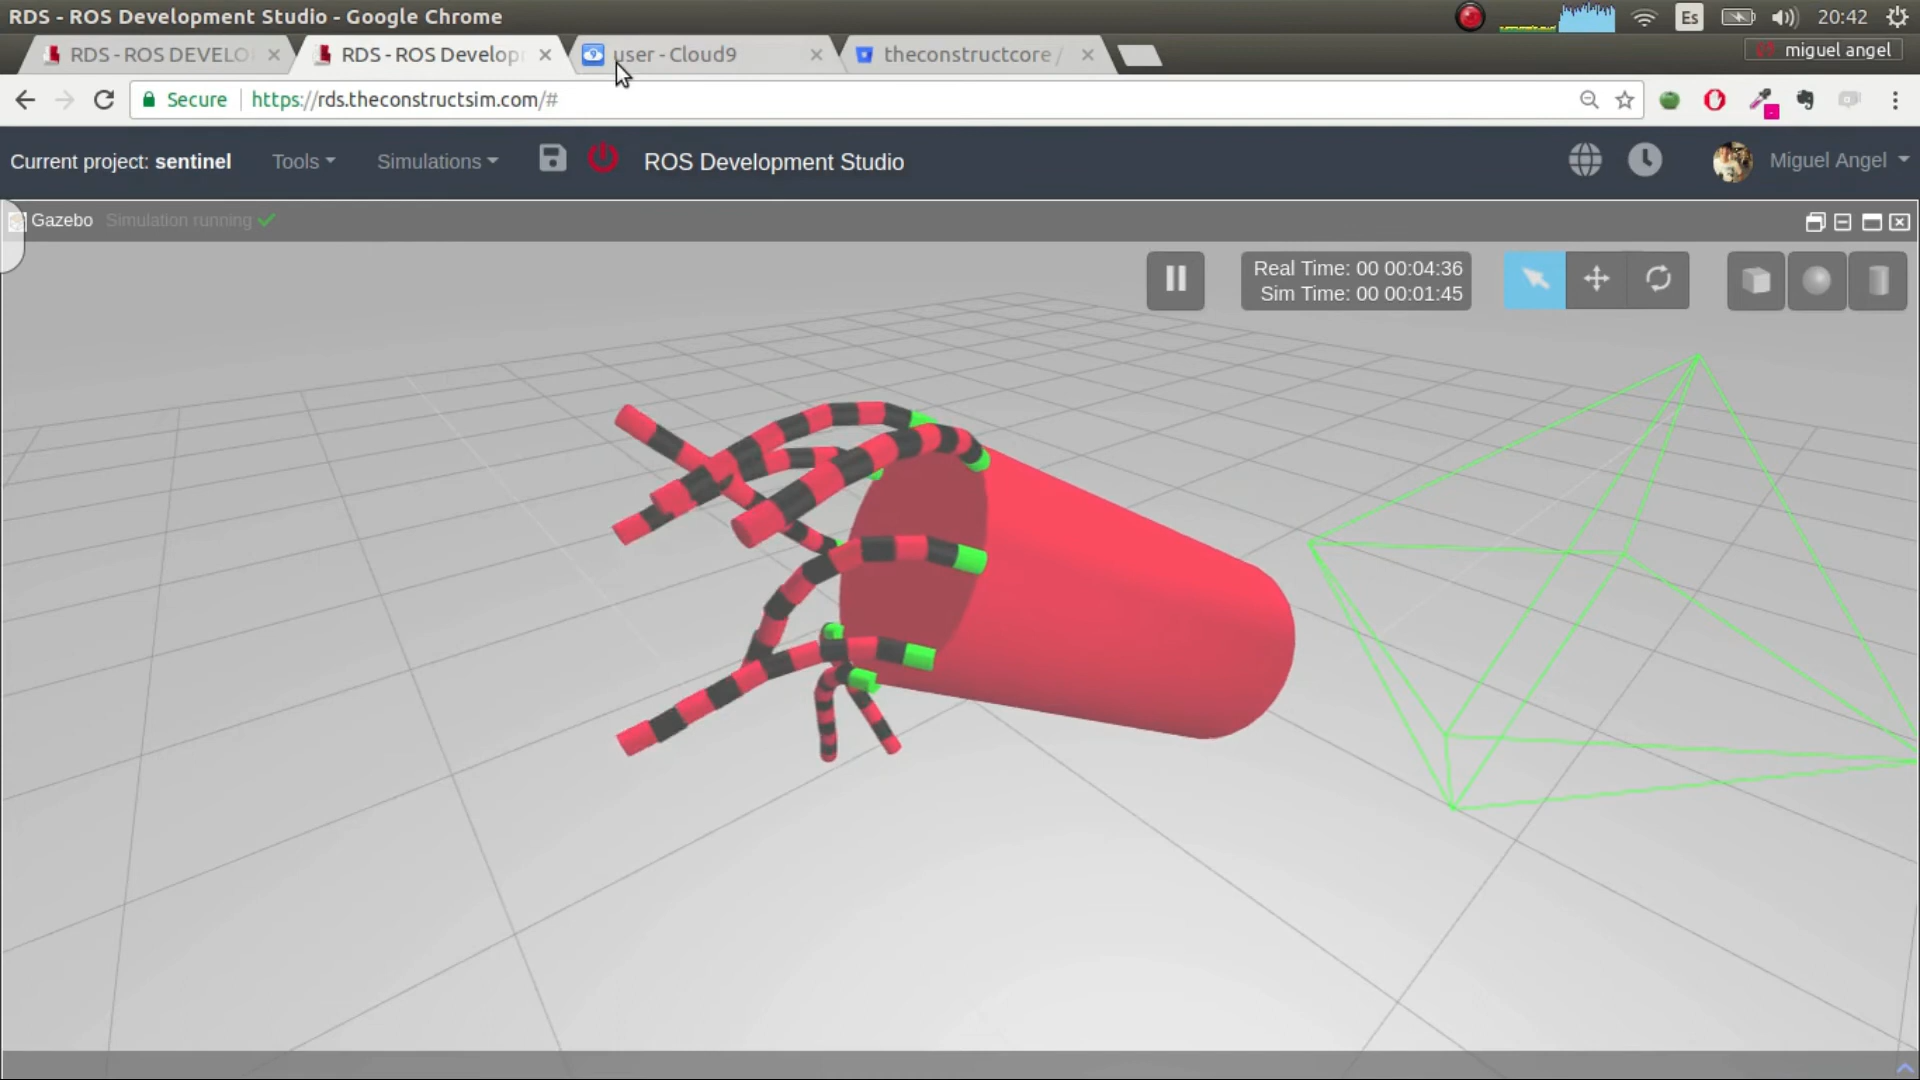 RDS - ROS Development Studio - Google Chrome
Es
20:42
RDS - ROS DEVELO
RDS - ROS Develop
user - Cloud9
theconstructcore /
miguel angel
Secure
https://rds.theconstructsim.com/#
Current project: sentinel
Tools
Simulations
ROS Development Studio
Miguel Angel
Gazebo
Simulation running
Real Time: 00 00:04:36
Sim Time: 00 00:01:45